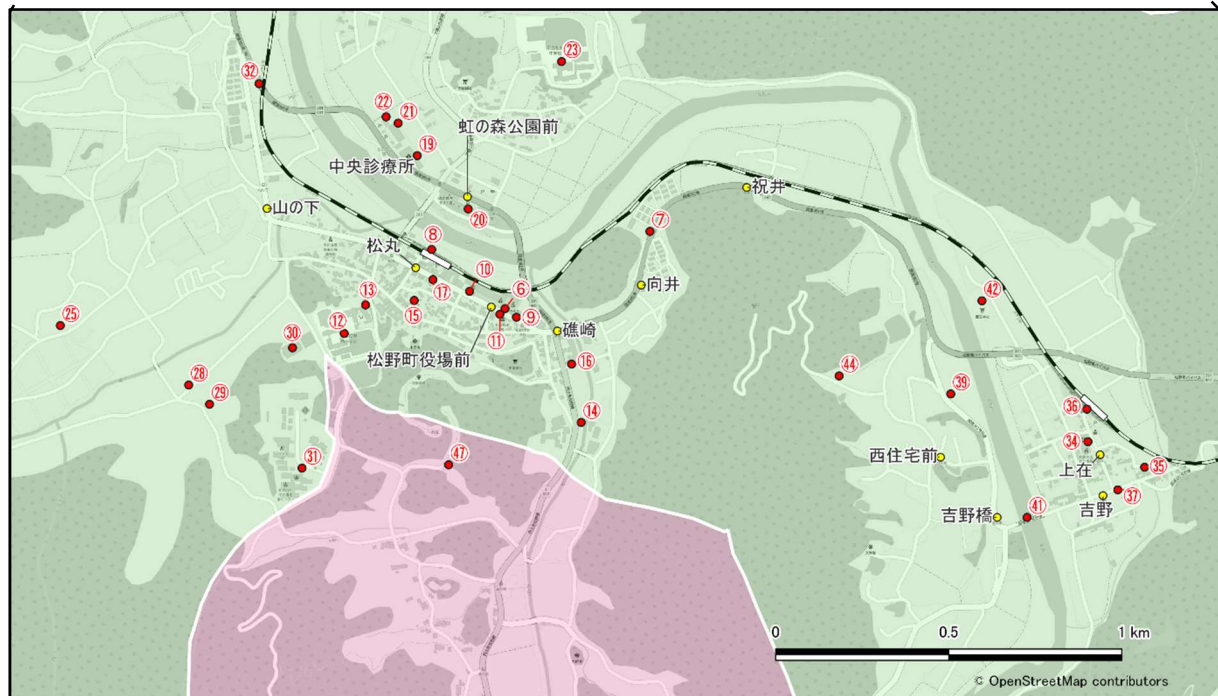 ㉓
㉜
㉒
㉑
虹の森公園前
⑲
中央診療所
祝井
山の下
⑳
⑦
⑧
松丸
⑩
⑥
向井
㊷
⑰
⑬
⑮
⑨
㉕
⑫
⑪
礁崎
㉚
松野町役場前
⑯
㊹
㉘
㊴
㉙
㊱
⑭
㉞
㊼
西住宅前
上在
㉟
㉛
㊲
吉野
吉野橋
㊶
0 0.5 1 km
© OpenStreetMap contributors